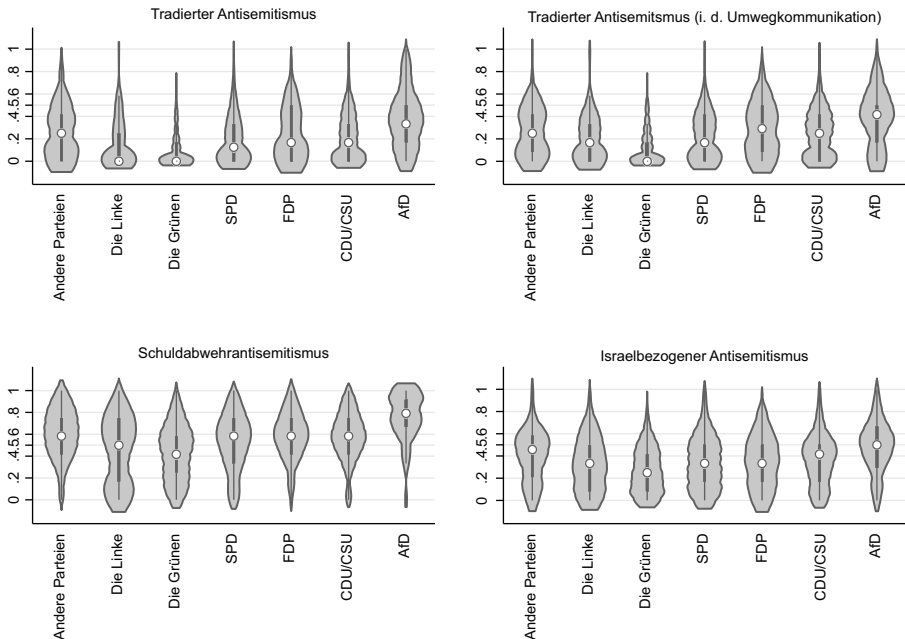 Tradierter Antisemitismus
1
.8
.6
.4.5
.2
0
Andere Parteien
Die Linke
Die Grünen
SPD
FDP
CDU/CSU
AfD
Tradierter Antisemitsmus (i. d. Umwegkommunikation)
1
.8
.6
.4.5
.2
0
Andere Parteien
Die Linke
Die Grünen
SPD
FDP
CDU/CSU
AfD
Schuldabwehrantisemitismus
1
.8
.6
.4.5
.2
0
Andere Parteien
Die Linke
Die Grünen
SPD
FDP
CDU/CSU
AfD
Israelbezogener Antisemitismus
1
.8
.6
.4.5
.2
0
Andere Parteien
Die Linke
Die Grünen
SPD
FDP
CDU/CSU
AfD